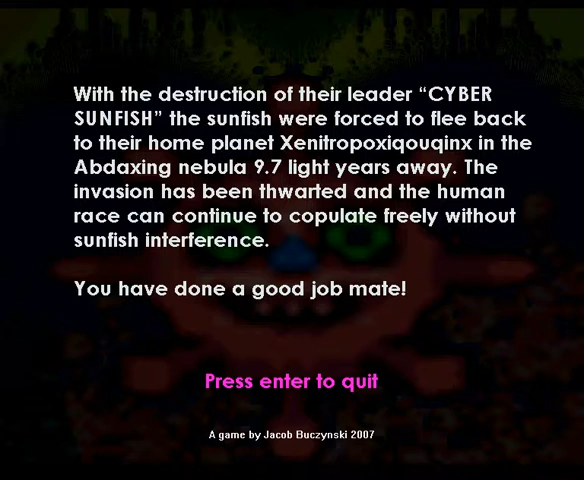 With the destruction of their leader “CYBER
SUNFISH” the sunfish were forced to flee back
to their home planet Xenitropoxiqouqinx in the
Abdaxing nebula 9.7 light years away. The
invasion has been thwarted and the human
race can continue to copulate freely without
sunfish interference.
You have done a good job mate!
Press enter to quit
A game by Jacob Buczynski 2007